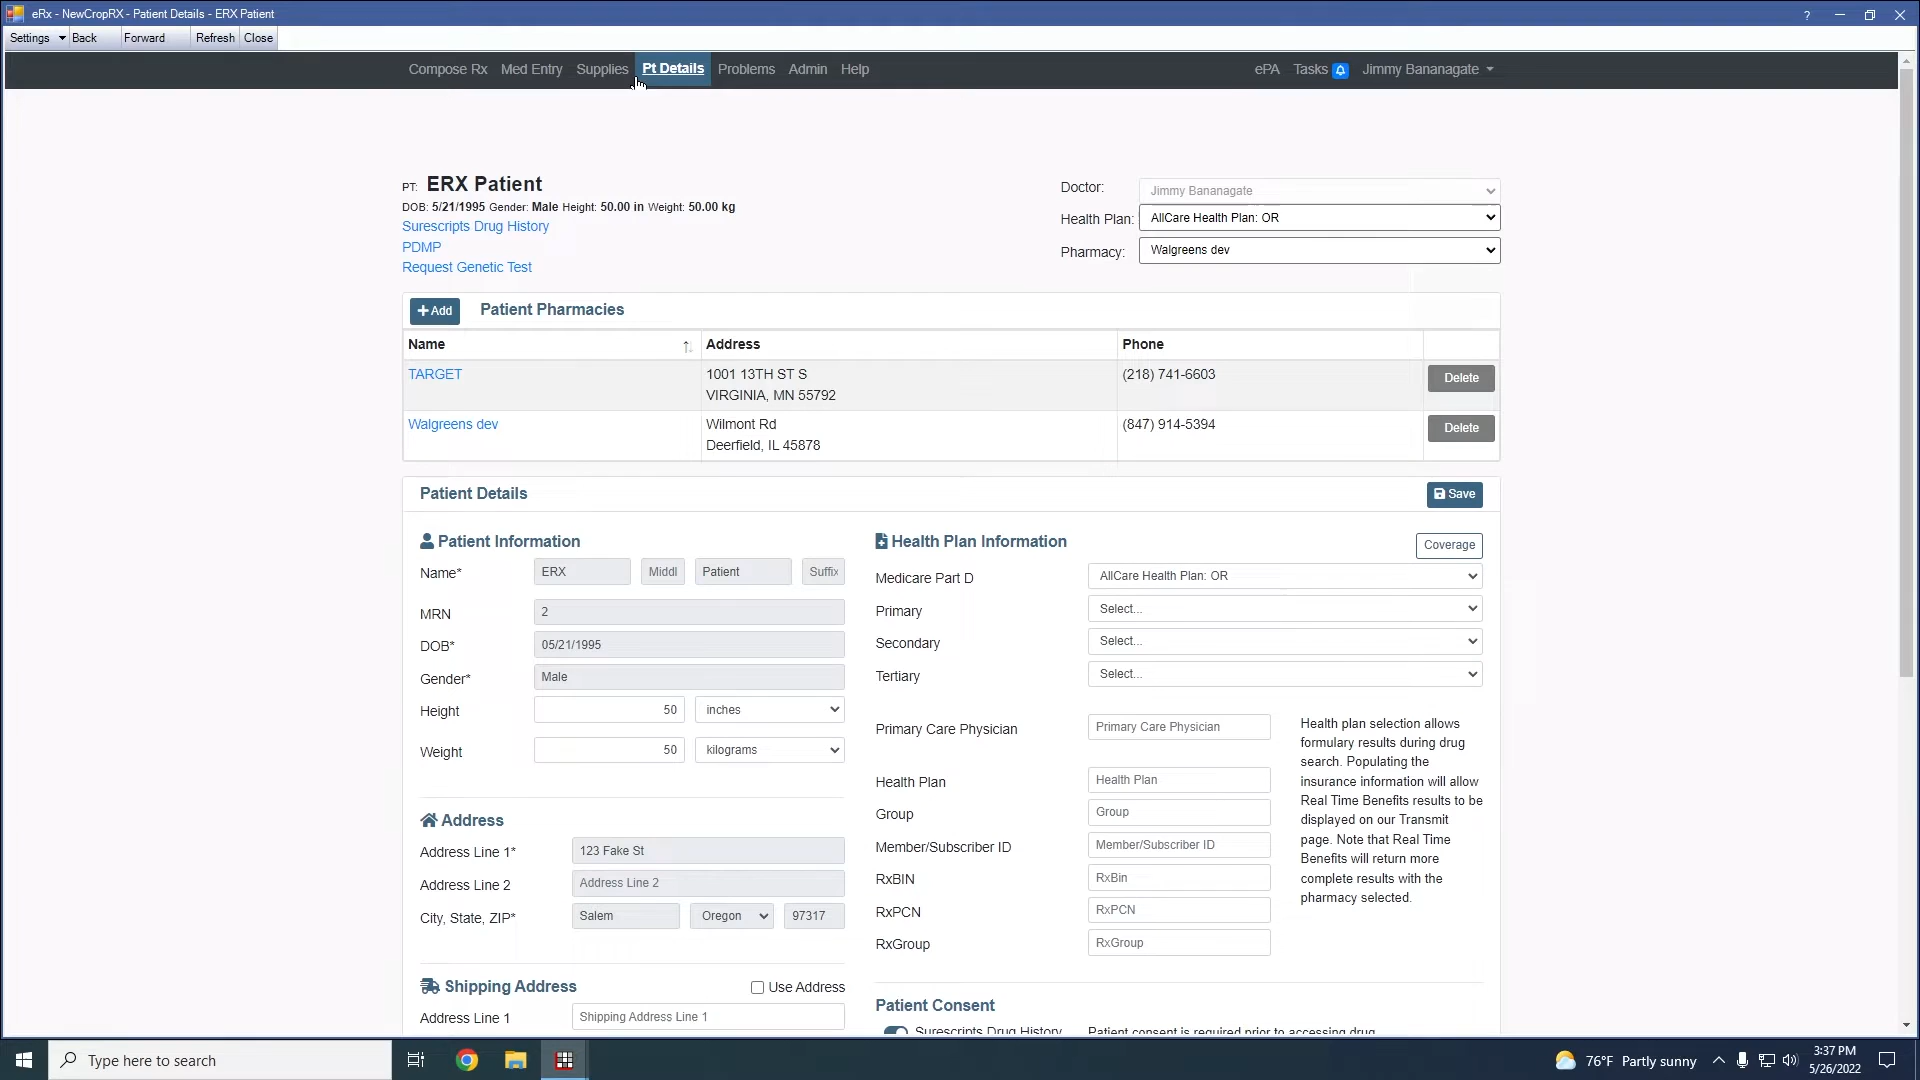 eRx - NewCropRX - Patient Details - ERX Patient
?
Settings Back Forward Refresh Close
Compose Rx Med Entry Supplies Pt Details Problems Admin Help ePA Tasks Jimmy Bananagate
PT: ERX Patient
DOB: 5/21/1995 Gender: Male Height: 50.00 in Weight: 50.00 kg
Surescripts Drug History
PDMP
Request Genetic Test
Doctor: Jimmy Bananagate
Health Plan: AllCare Health Plan: OR
Pharmacy: Walgreens dev
Add Patient Pharmacies
Name Address Phone
TARGET 1001 13TH ST S (218) 741-6603 Delete
VIRGINIA, MN 55792
Walgreens dev Wilmont Rd (847) 914-5394 Delete
Deerfield, IL 45878
Patient Details Save
Patient Information
Name* ERX Middl Patient Suffix
MRN 2
DOB* 05/21/1995
Gender* Male
Height 50 inches
Weight 50 kilograms
Address
Address Line 1* 123 Fake St
Address Line 2 Address Line 2
City, State, ZIP* Salem Oregon 97317
Shipping Address Use Address
Address Line 1 Shipping Address Line 1
Health Plan Information Coverage
Medicare Part D AllCare Health Plan: OR
Primary Select...
Secondary Select...
Tertiary Select...
Primary Care Physician Primary Care Physician
Health Plan Health Plan
Group Group
Member/Subscriber ID Member/Subscriber ID
RxBIN RxBin
RxPCN RxPCN
RxGroup RxGroup
Health plan selection allows
formulary results during drug
search. Populating the
insurance information will allow
Real Time Benefits results to be
displayed on our Transmit
page. Note that Real Time
Benefits will return more
complete results with the
pharmacy selected.
Patient Consent
Surescripts Drug History Patient consent is required prior to accessing drug
Type here to search
76°F Partly sunny
3:37 PM
5/26/2022